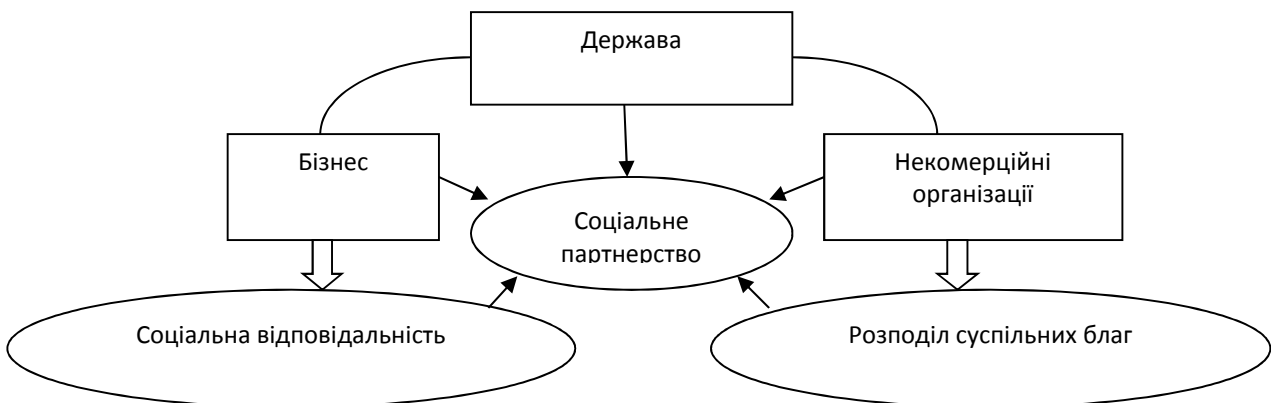 Держава
Бізнес
Некомерційні
організації
Соціальне
партнерство
Соціальна відповідальність
Розподіл суспільних благ